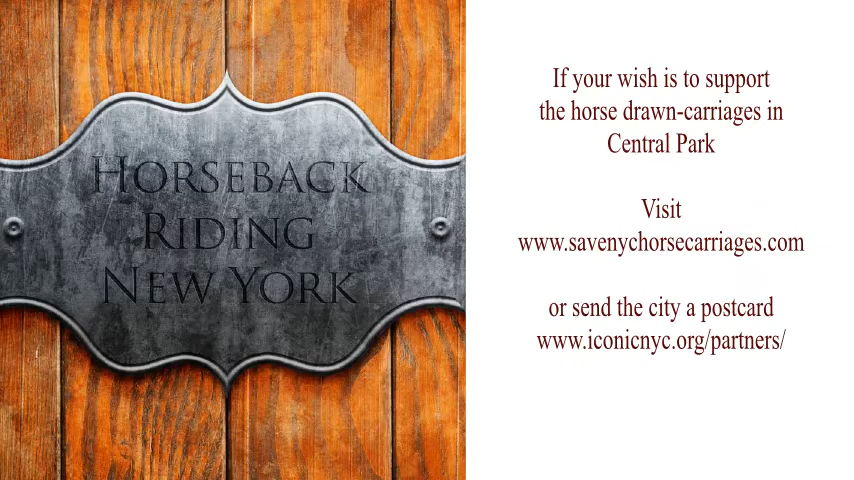 Horseback
Riding
New York
If your wish is to support
the horse drawn-carriages in
Central Park
Visit
www.savenychorsecarriages.com
or send the city a postcard
www.iconicnyc.org/partners/